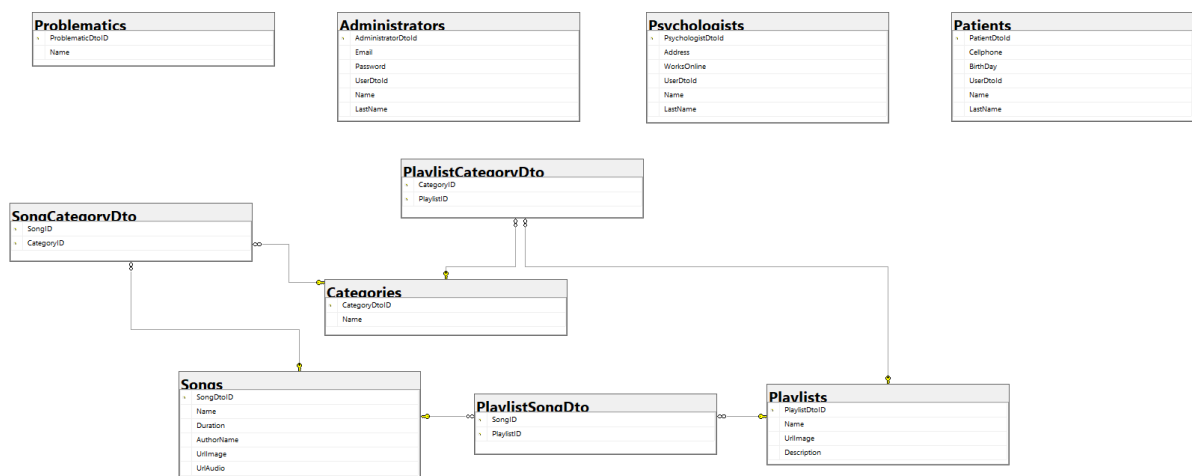 Problematics
ProblematicDtoID
Name
Administrators
AdministratorDtoId
Email
Password
UserDtoId
Name
LastName
Psychologists
PsychologistDtoId
Address
WorksOnline
UserDtoId
Name
LastName
Patients
PatientDtoId
Cellphone
BirthDay
UserDtoId
Name
LastName
PlaylistCategoryDto
CategoryID
PlaylistID
SongCategoryDto
SongID
CategoryID
Categories
CategoryDtoID
Name
Songs
SongDtoID
Name
Duration
AuthorName
UrlImage
UrlAudio
PlaylistSongDto
SongID
PlaylistID
Playlists
PlaylistDtoID
Name
UrlImage
Description